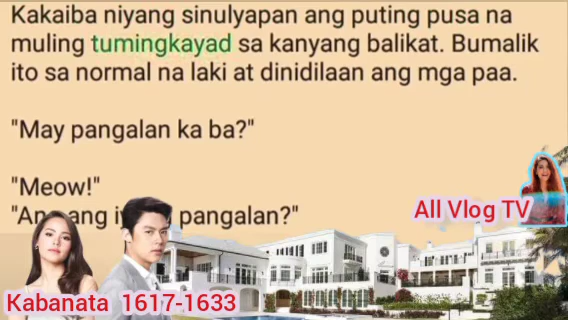 Kakaiba niyang sinulyapan ang puting pusa na
muling tumingkayad sa kanyang balikat. Bumalik
ito sa normal na laki at dinidilaan ang mga paa.
"May pangalan ka ba?"
"Meow!"
ang pangalan?"
All Vlog TV
Kabanata 1617-1633